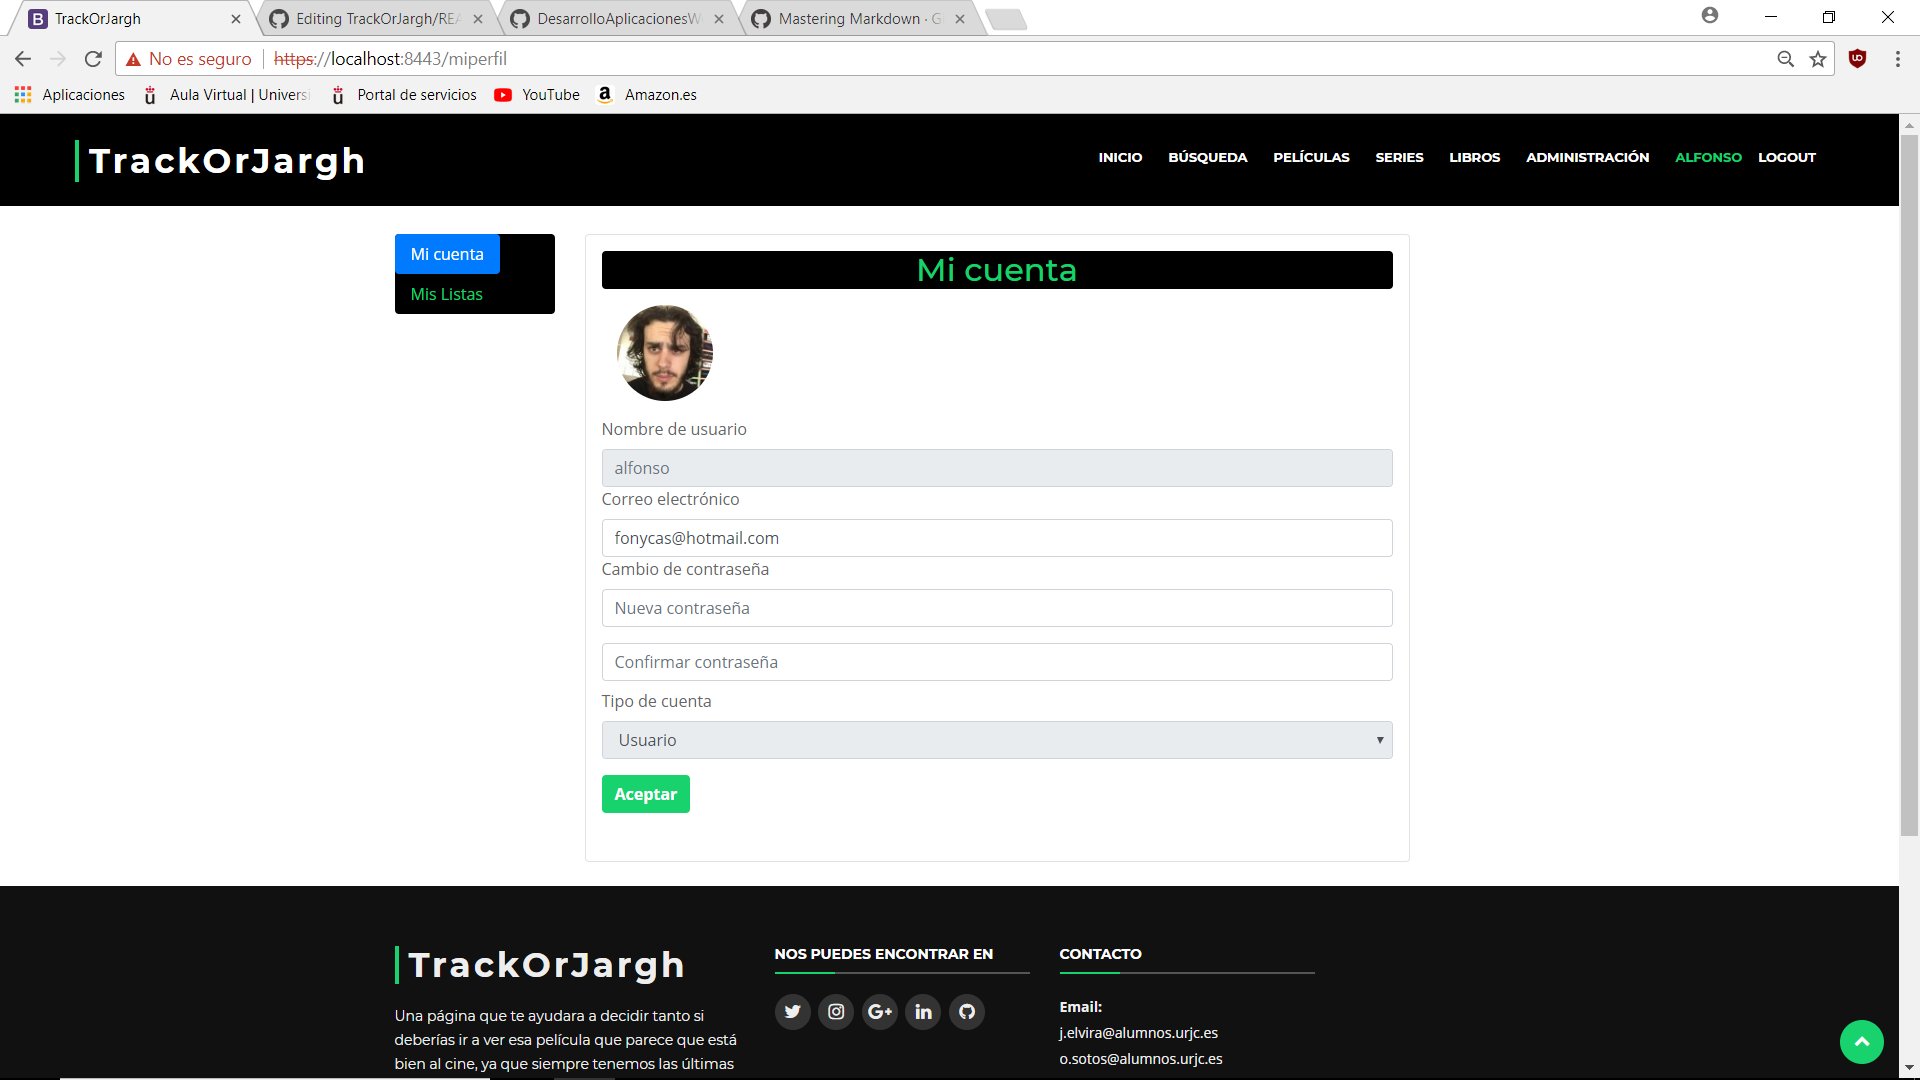 TrackOrJargh
Editing TrackOrJargh/REA
DesarrolloAplicacionesW
Mastering Markdown · G
No es seguro
https://localhost:8443/miperfil
Aplicaciones
Aula Virtual | Universi
Portal de servicios
YouTube
Amazon.es
TrackOrJargh
INICIO
BÚSQUEDA
PELÍCULAS
SERIES
LIBROS
ADMINISTRACIÓN
ALFONSO
LOGOUT
Mi cuenta
Mis Listas
Mi cuenta
Nombre de usuario
alfonso
Correo electrónico
fonycas@hotmail.com
Cambio de contraseña
Nueva contraseña
Confirmar contraseña
Tipo de cuenta
Usuario
Aceptar
TrackOrJargh
Una página que te ayudara a decidir tanto si
deberías ir a ver esa película que parece que está
bien al cine, ya que siempre tenemos las últimas
NOS PUEDES ENCONTRAR EN
CONTACTO
Email:
j.elvira@alumnos.urjc.es
o.sotos@alumnos.urjc.es